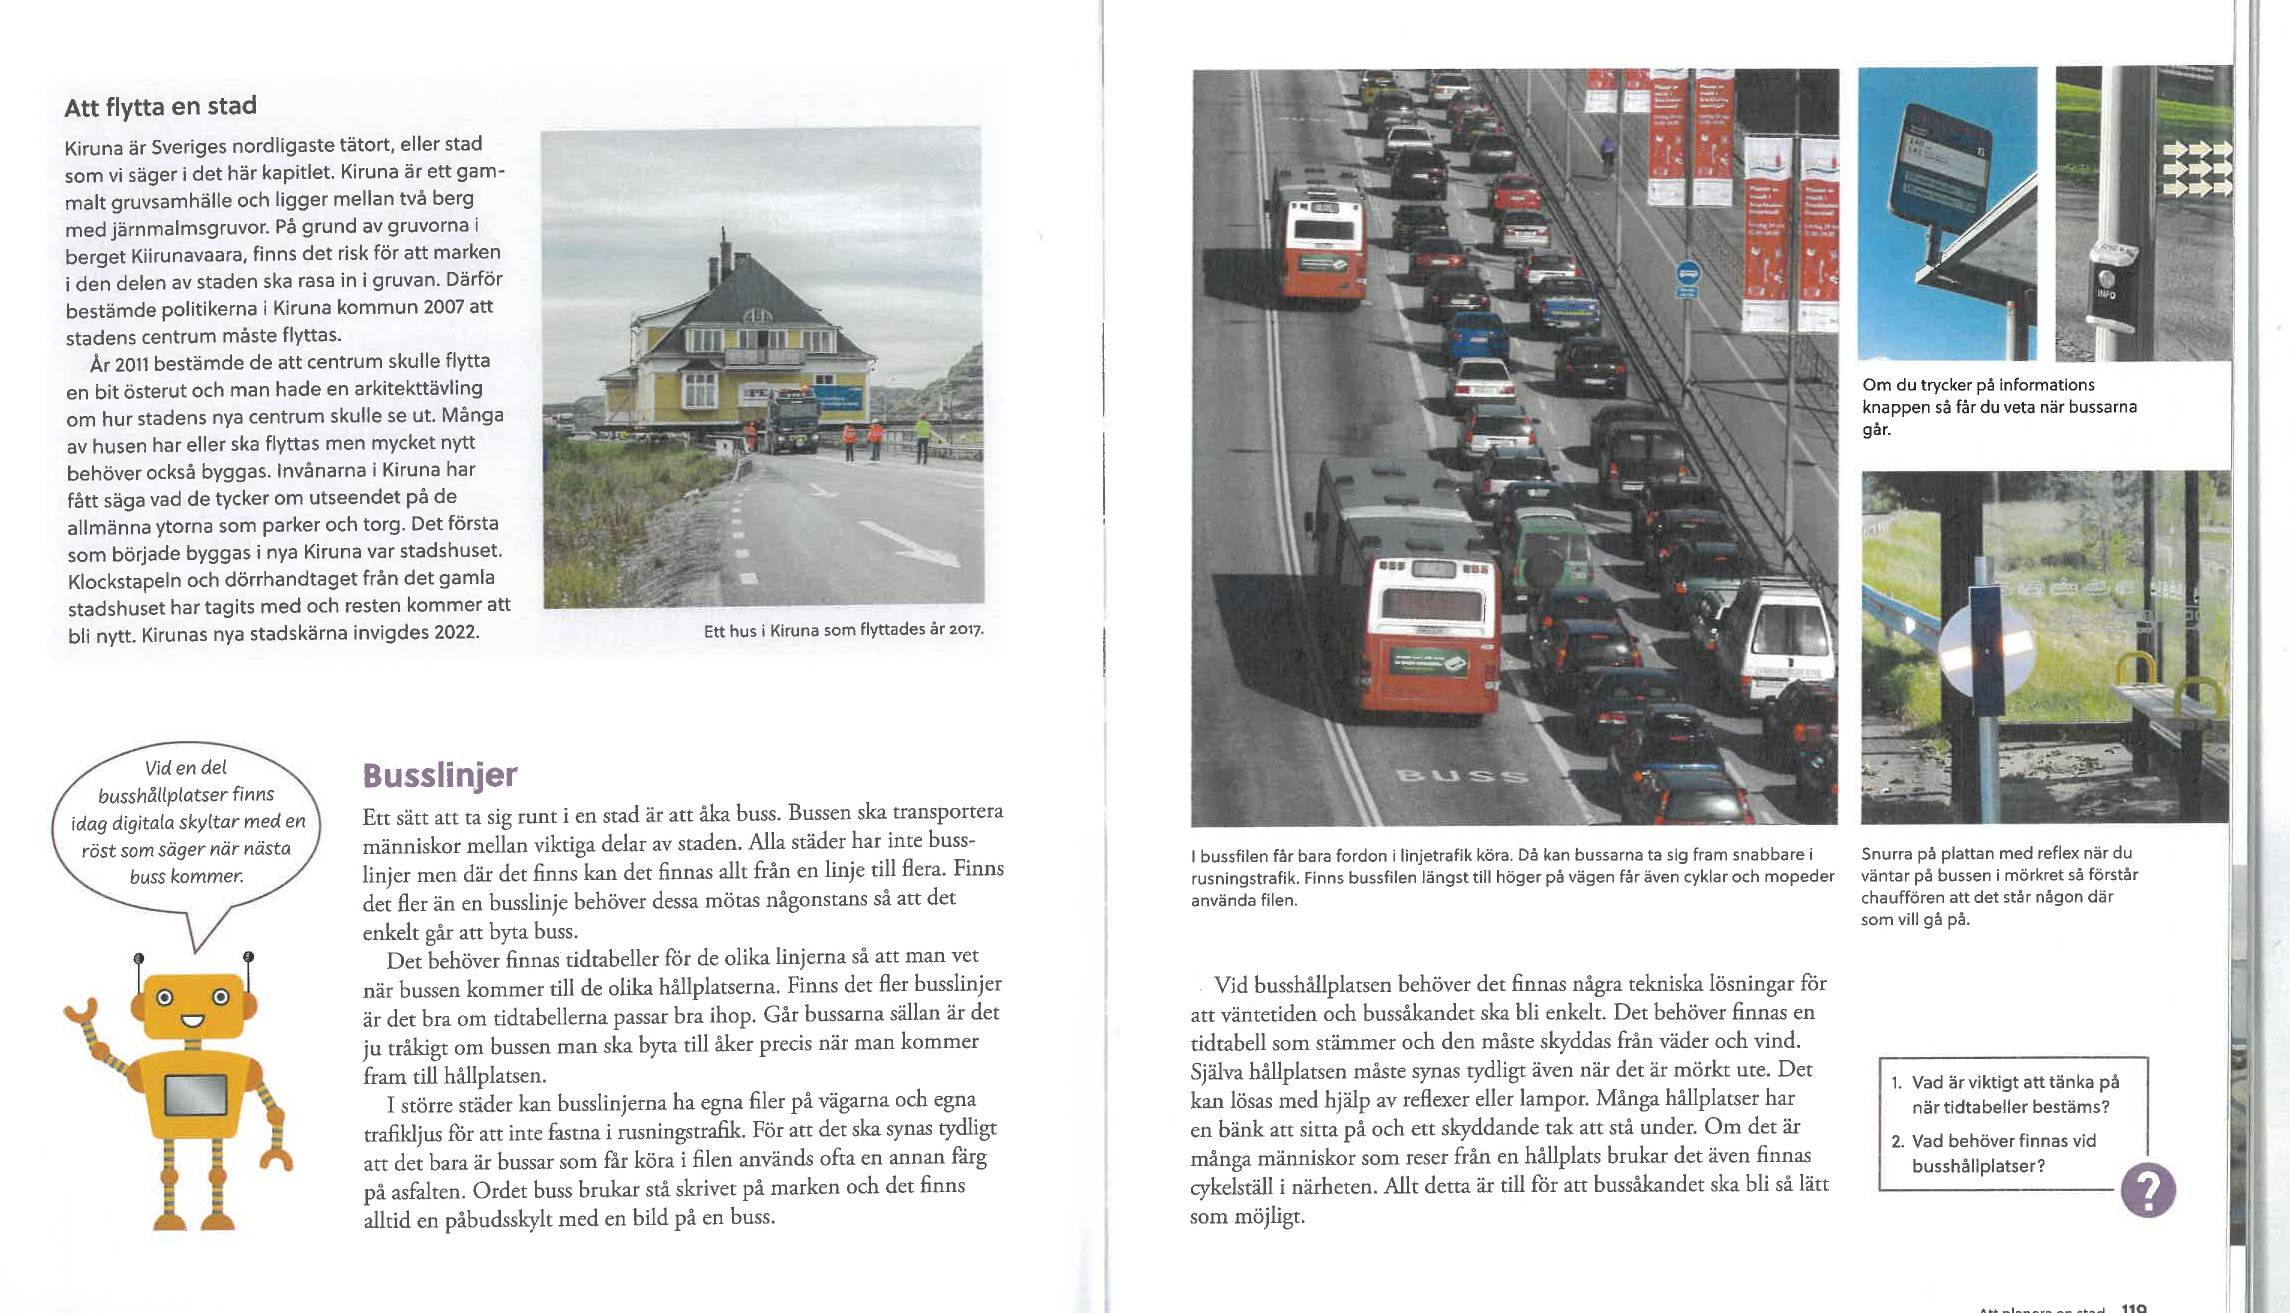 Att flytta en stad
Kiruna är Sveriges nordligaste tätort, eller stad
som vi säger i det här kapitlet. Kiruna är ett gam-
malt gruvsamhälle och ligger mellan två berg
med järnmalmsgruvor. På grund av gruvorna i
berget Kiirunavaara, finns det risk för att marken
i den delen av staden ska rasa in i gruvan. Därför
bestämde politikerna i Kiruna kommun 2007 att
stadens centrum måste flyttas.
År 2011 bestämde de att centrum skulle flytta
en bit österut och man hade en arkitekttävling
om hur stadens nya centrum skulle se ut. Många
av husen har eller ska flyttas men mycket nytt
behöver också byggas. Invånarna i Kiruna har
fått säga vad de tycker om utseendet på de
allmänna ytorna som parker och torg. Det första
som började byggas i nya Kiruna var stadshuset.
Klockstapeln och dörrhandtaget från det gamla
stadshuset har tagits med och resten kommer att
bli nytt. Kirunas nya stadskärna invigdes 2022.
Ett hus i Kiruna som flyttades år 2017.
Vid en del
busshållplatser finns
idag digitala skyltar med en
röst som säger när nästa
buss kommer.
Busslinjer
Ett sätt att ta sig runt i en stad är att åka buss. Bussen ska transportera
människor mellan viktiga delar av staden. Alla städer har inte buss-
linjer men där det finns kan det finnas allt från en linje till flera. Finns
det fler än en busslinje behöver dessa mötas någonstans så att det
enkelt går att byta buss.
Det behöver finnas tidtabeller för de olika linjerna så att man vet
när bussen kommer till de olika hållplatserna. Finns det fler busslinjer
är det bra om tidtabellerna passar bra ihop. Går bussarna sällan är det
ju tråkigt om bussen man ska byta till åker precis när man kommer
fram till hållplatsen.
I större städer kan busslinjerna ha egna filer på vägarna och egna
trafikljus för att inte fastna i rusningstrafik. För att det ska synas tydligt
att det bara är bussar som får köra i filen används ofta en annan färg
på asfalten. Ordet buss brukar stå skrivet på marken och det finns
alltid en påbudsskylt med en bild på en buss.
BUSS
I bussfilen får bara fordon i linjetrafik köra. Då kan bussarna ta sig fram snabbare i
rusningstrafik. Finns bussfilen längst till höger på vägen får även cyklar och mopeder
använda filen.
INFO
Om du trycker på informations
knappen så får du veta när bussarna
går.
Snurra på plattan med reflex när du
väntar på bussen i mörkret så förstår
chauffören att det står någon där
som vill gå på.
Vid busshållplatsen behöver det finnas några tekniska lösningar för
att väntetiden och bussåkandet ska bli enkelt. Det behöver finnas en
tidtabell som stämmer och den måste skyddas från väder och vind.
Själva hållplatsen måste synas tydligt även när det är mörkt ute. Det
kan lösas med hjälp av reflexer eller lampor. Många hållplatser har
en bänk att sitta på och ett skyddande tak att stå under. Om det är
många människor som reser från en hållplats brukar det även finnas
cykelställ i närheten. Allt detta är till för att bussåkandet ska bli så lätt
som möjligt.
1. Vad är viktigt att tänka på
när tidtabeller bestäms?
2. Vad behöver finnas vid
busshållplatser?
?
Att planera en stad 119